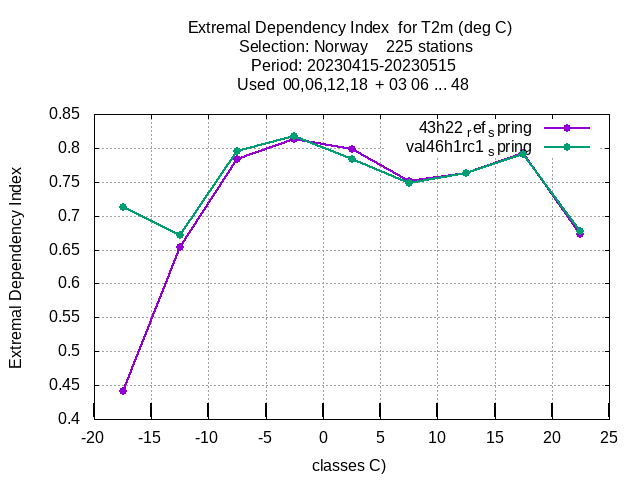 Extremal Dependency Index for T2m (deg C)
Selection: Norway 225 stations
Period: 20230415-20230515
Used 00,06,12,18 + 03 06 ... 48
43h22ref spring
val46h1rc1 spring
Extremal Dependency Index
0.85
0.8
0.75
0.7
0.65
0.6
0.55
0.5
0.45
0.4
-20 -15 -10 -5 0 5 10 15 20 25
classes C)